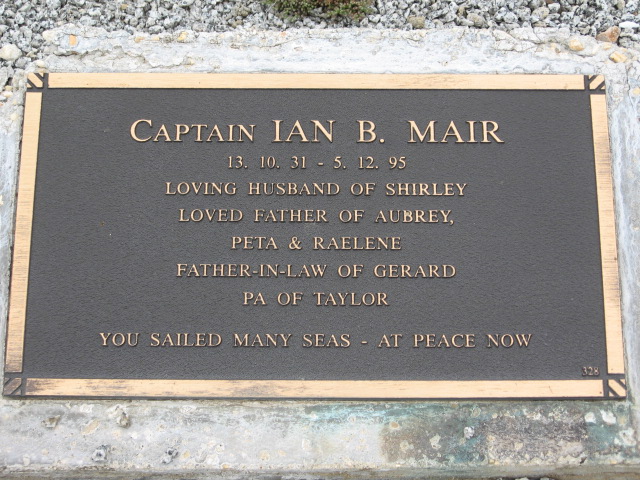 CAPTAIN IAN B. MAIR
13. 10. 31 - 5. 12. 95
LOVING HUSBAND OF SHIRLEY
LOVED FATHER OF AUBREY,
PETA & RAELENE
FATHER-IN-LAW OF GERARD
PA OF TAYLOR
YOU SAILED MANY SEAS - AT PEACE NOW
328